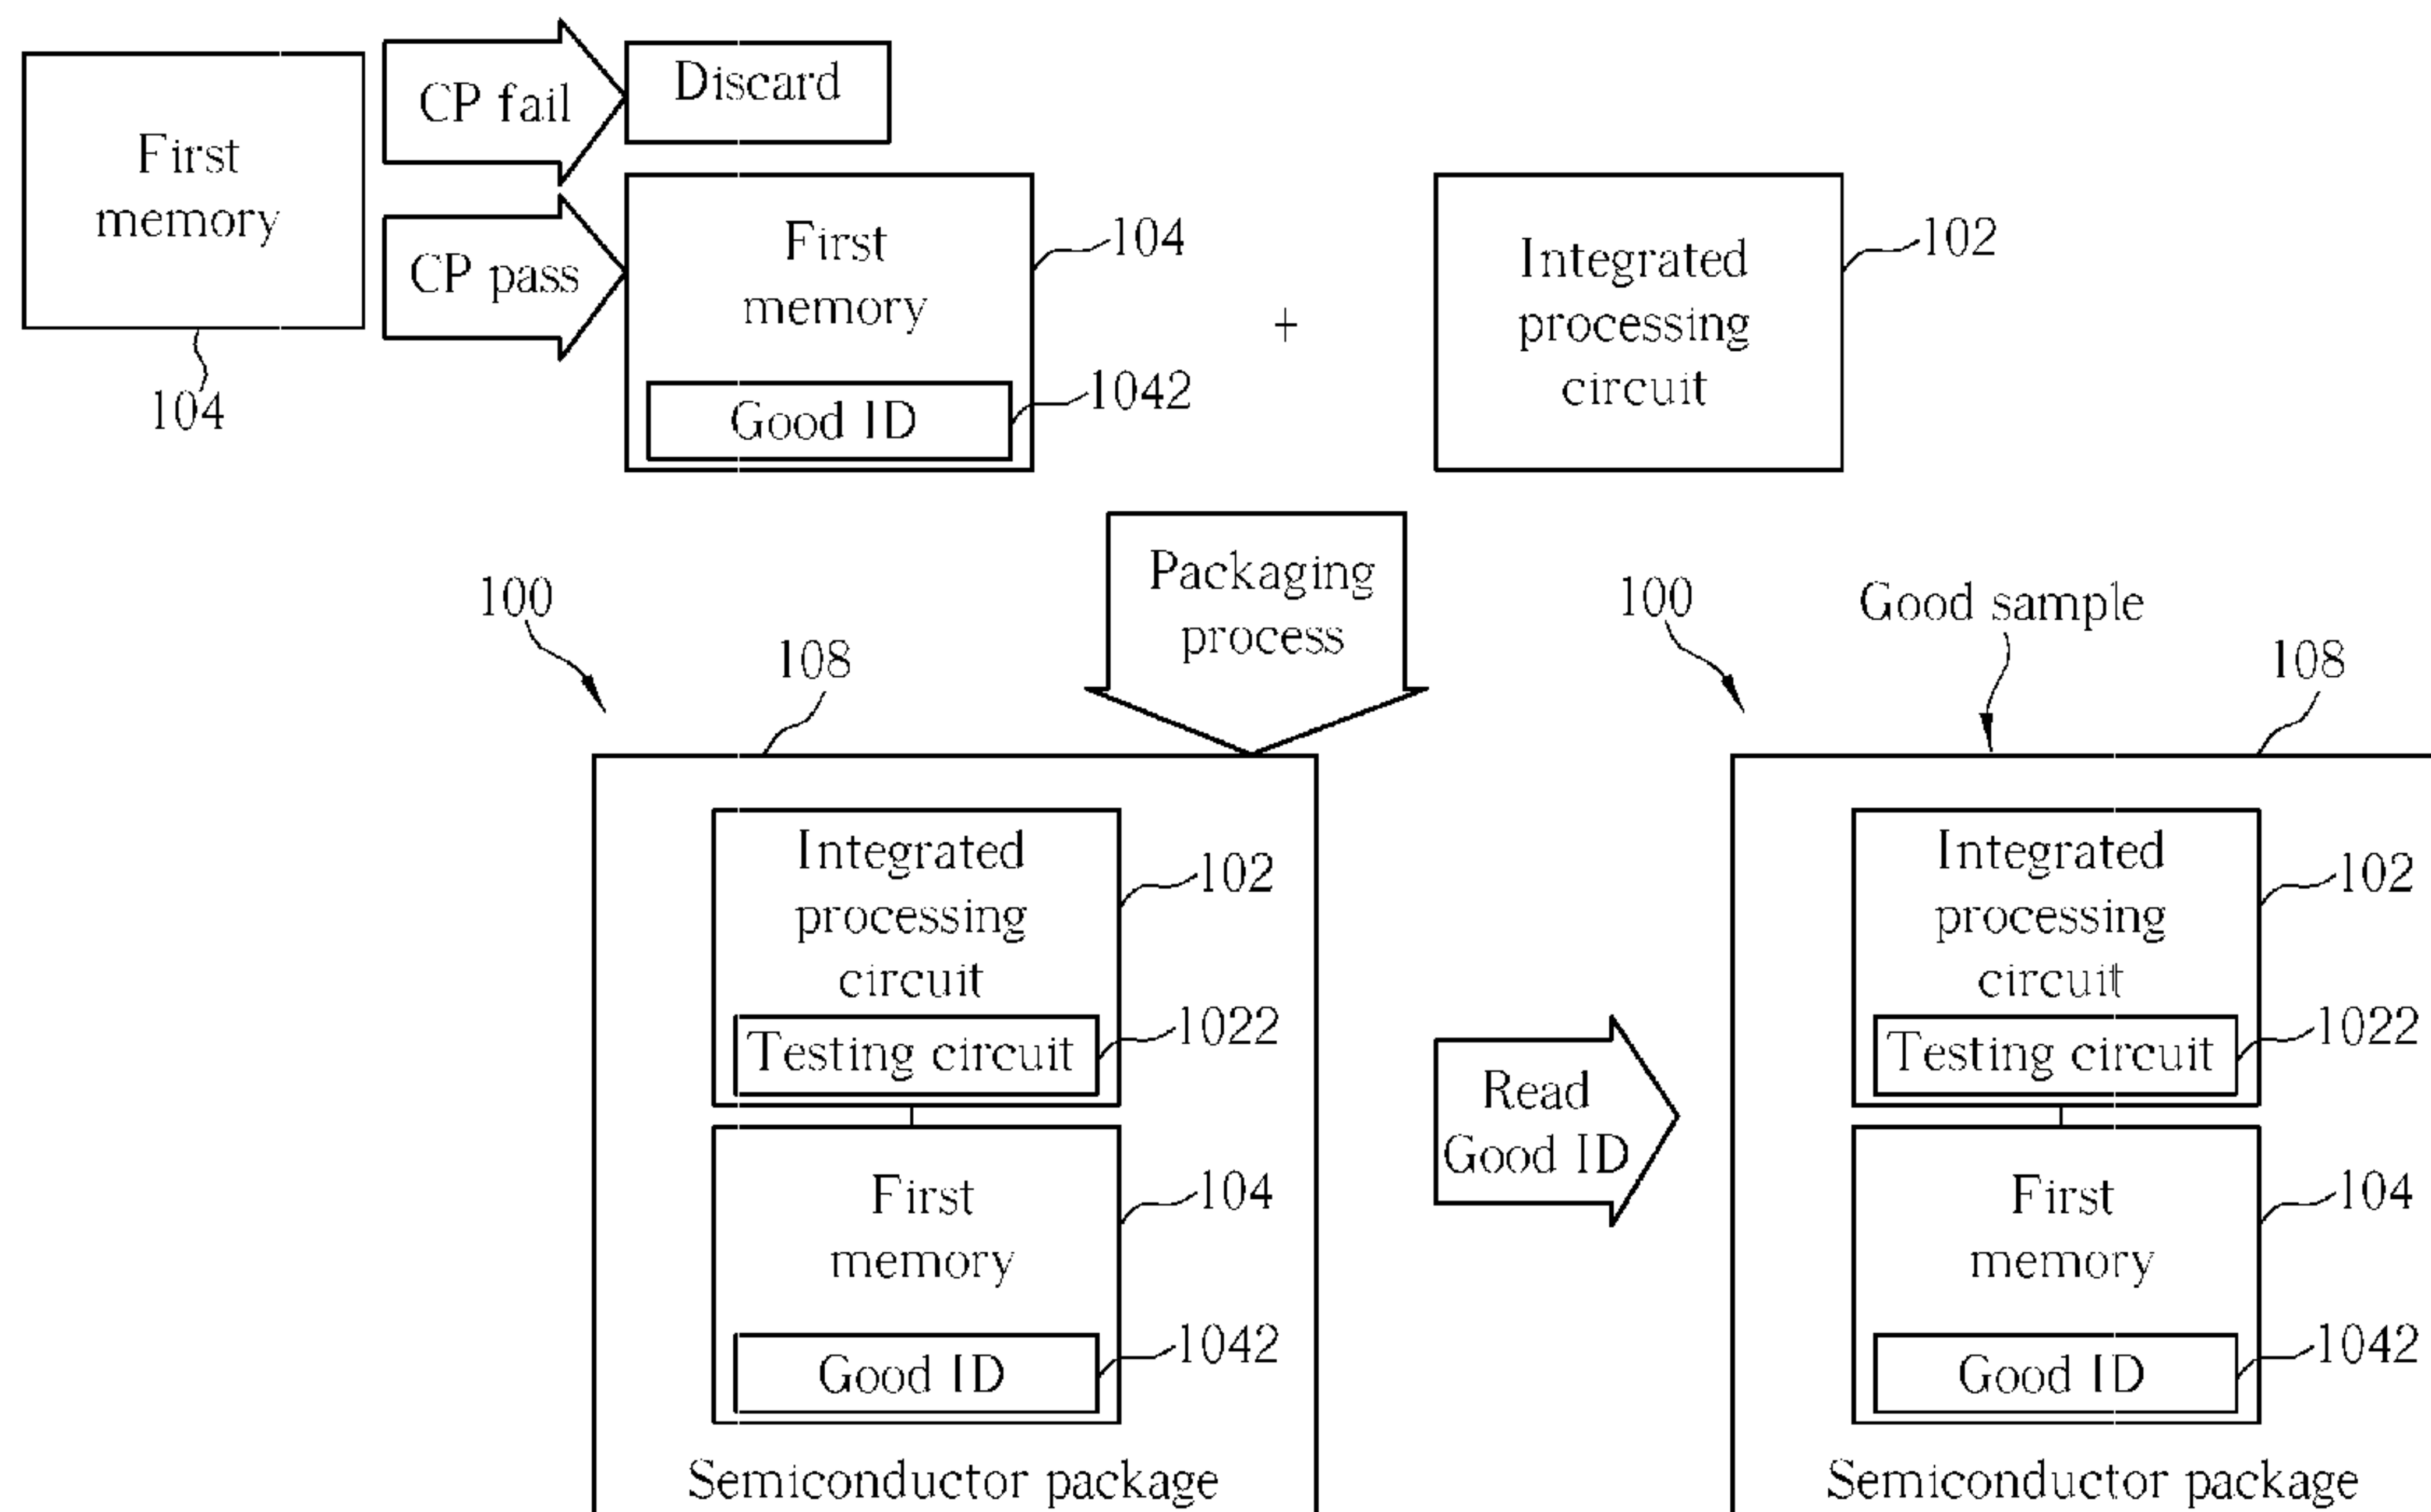 First
memory
104
CP fail
Discard
CP pass
First
memory
104
Good ID
1042
+
Integrated
processing
circuit
102
Packaging
process
100
108
Integrated
processing
circuit
102
Testing circuit
1022
First
memory
104
Good ID
1042
Semiconductor package
Read
Good ID
100
Good sample
108
Integrated
processing
circuit
102
Testing circuit
1022
First
memory
104
Good ID
1042
Semiconductor package